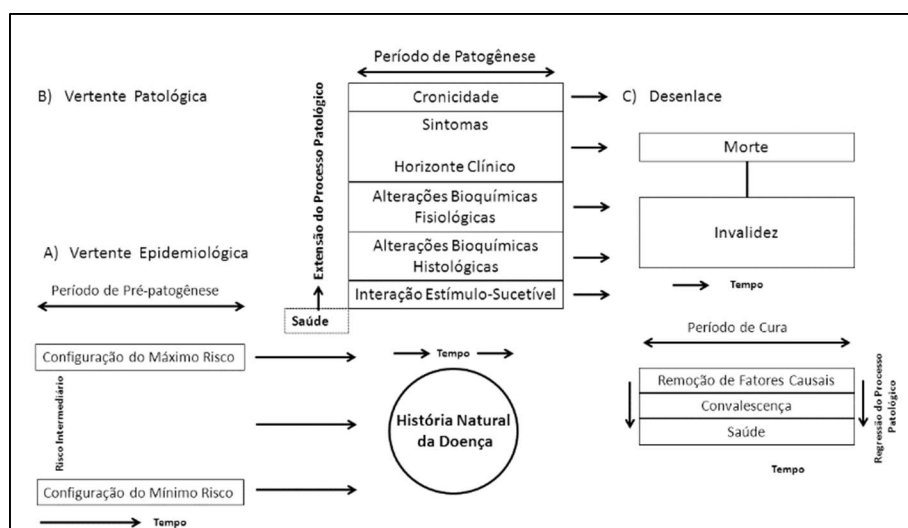 Período de Patogênese
B) Vertente Patológica
Extensão do Processo Patológico
Cronicidade
Sintomas
Horizonte Clínico
Alterações Bioquímicas
Fisiológicas
Alterações Bioquímicas
Histológicas
Interação Estímulo-Sucetível
Saúde
C) Desenlace
Morte
Invalidez
Tempo
A) Vertente Epidemiológica
Período de Pré-patogênese
Configuração do Máximo Risco
Risco Intermediário
Configuração do Mínimo Risco
Tempo
Tempo
História Natural
da Doença
Período de Cura
Remoção de Fatores Causais
Convalescença
Saúde
Regressão do Processo
Patológico
Tempo